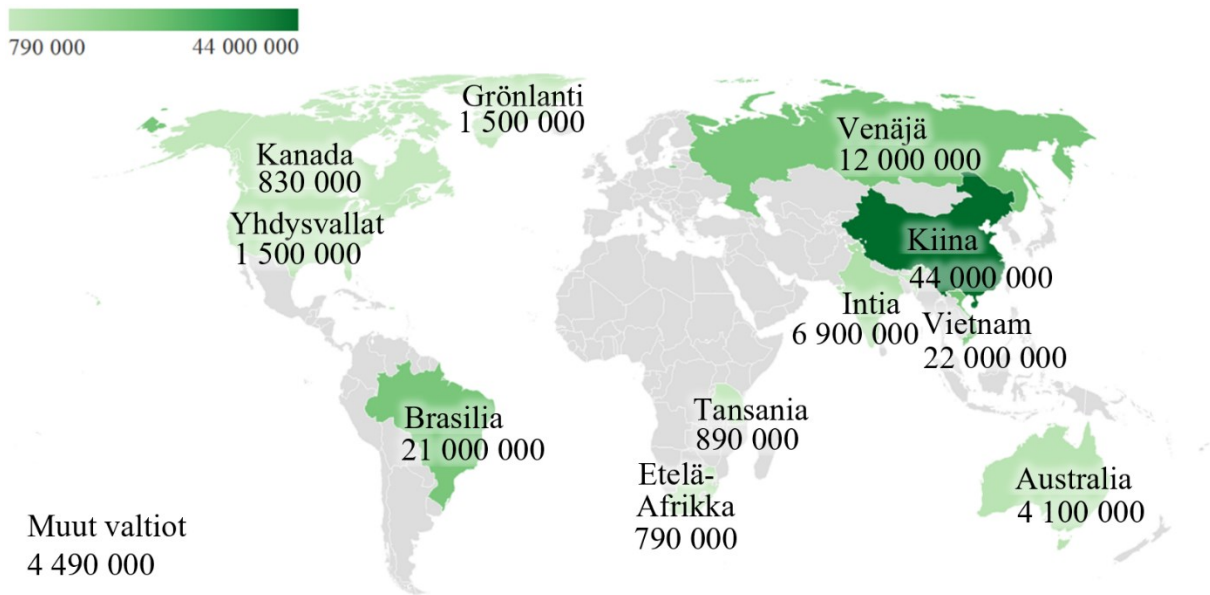 790 000 44 000 000
Grönlanti
1 500 000
Venäjä
12 000 000
Kanada
830 000
Yhdysvallat
1 500 000
Kiina
44 000 000
Intia
6 900 000
Vietnam
22 000 000
Brasilia
21 000 000
Tansania
890 000
Etelä-
Afrikka
790 000
Australia
4 100 000
Muut valtiot
4 490 000